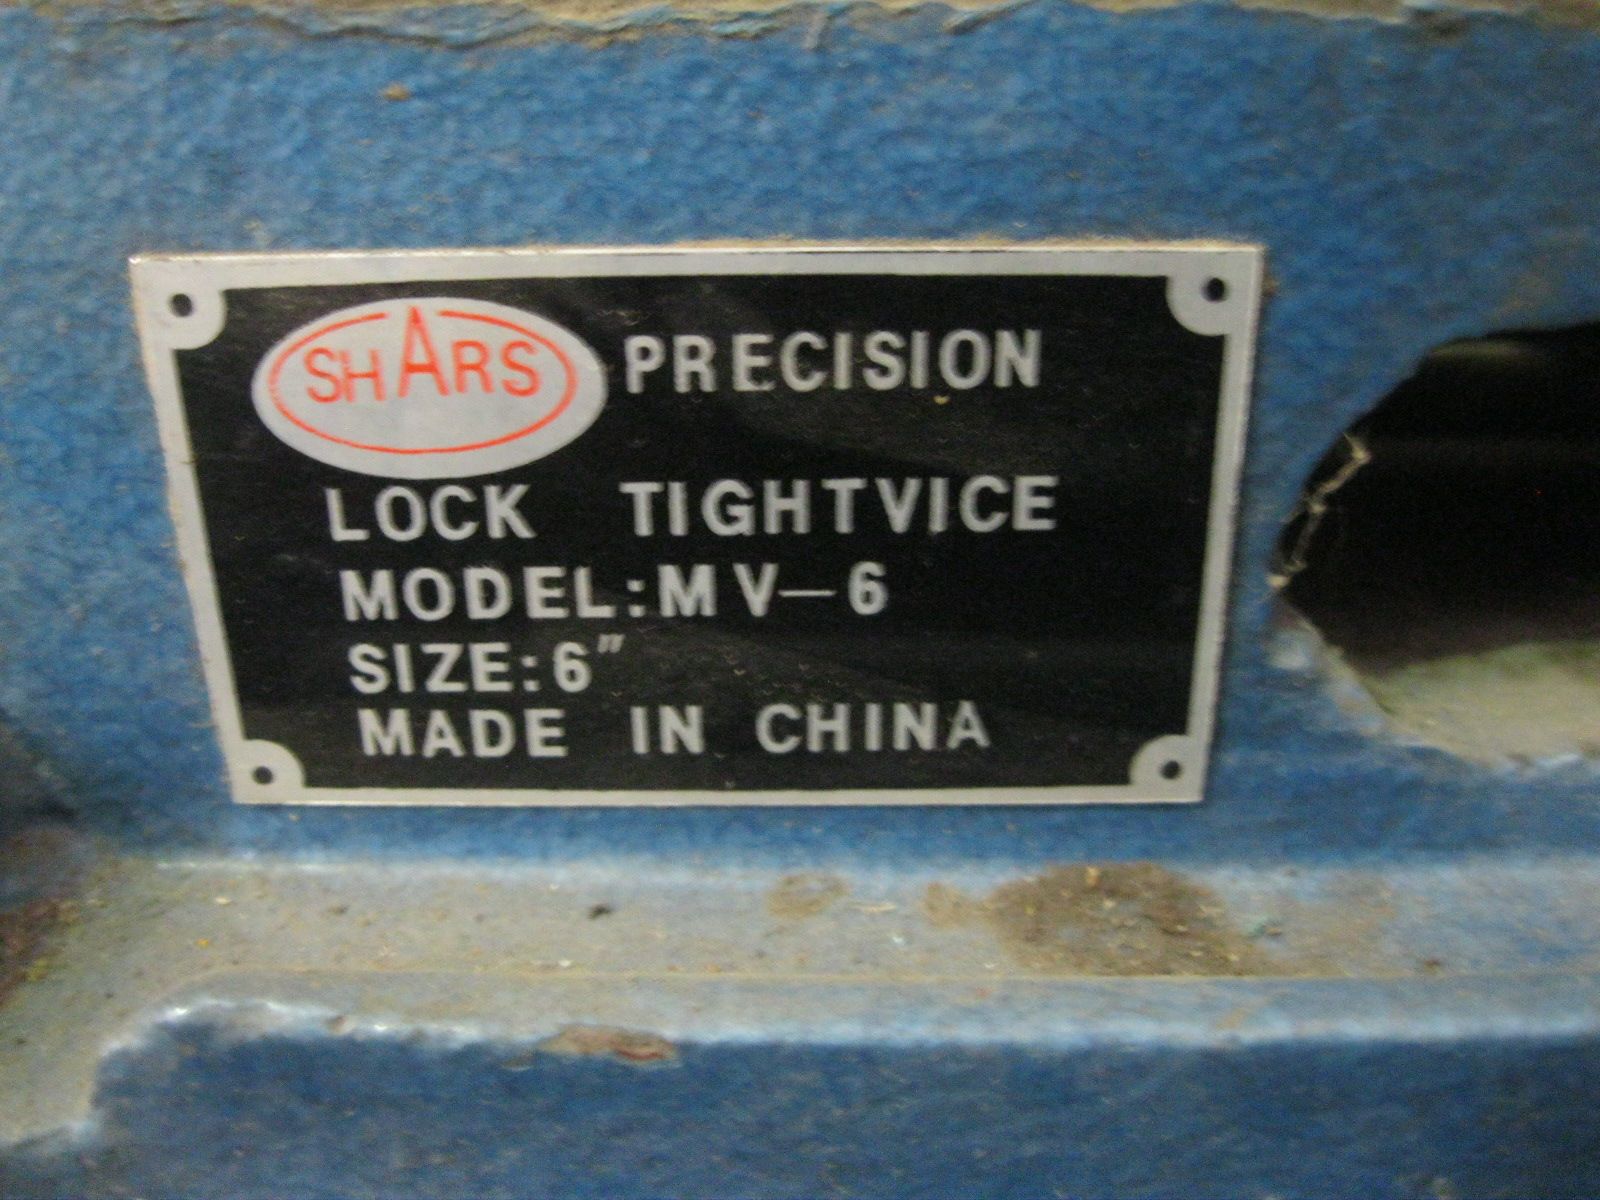 SHARS PRECISION
LOCK TIGHTVICE
MODEL:MV-6
SIZE:6"
MADE IN CHINA